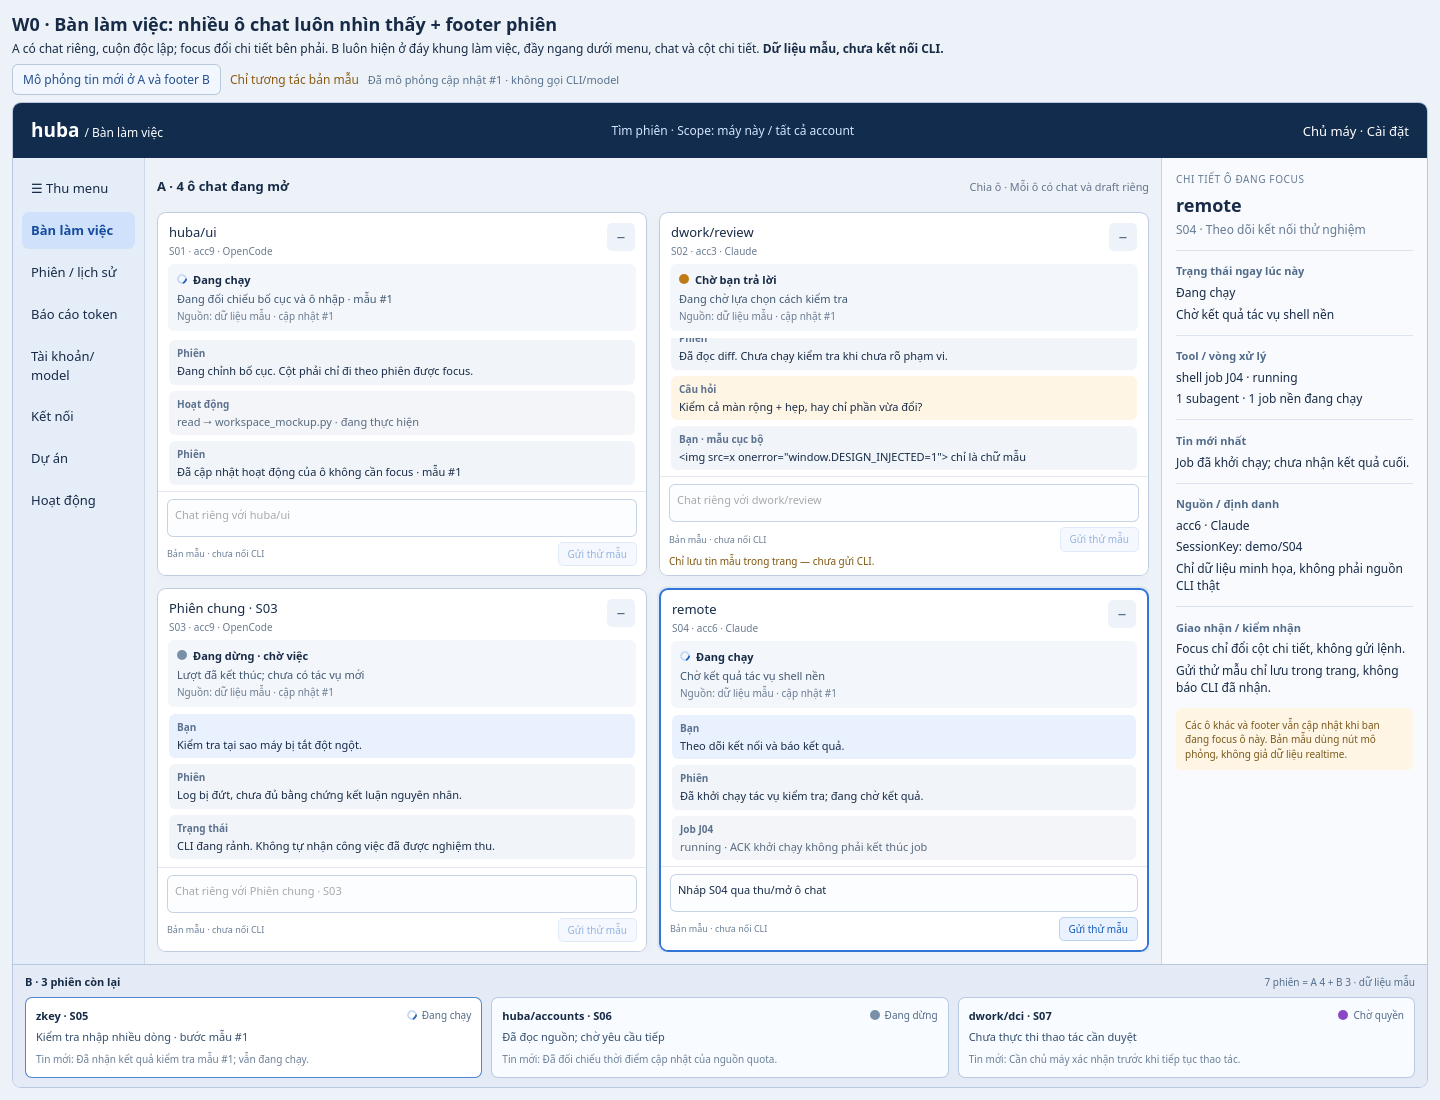 W0 · Bàn làm việc: nhiều ô chat luôn nhìn thấy + footer phiên
A có chat riêng, cuộn độc lập; focus đổi chi tiết bên phải. B luôn hiện ở đáy khung làm việc, đầy ngang dưới menu, chat và cột chi tiết. Dữ liệu mẫu, chưa kết nối CLI.
Mô phỏng tin mới ở A và footer B
Chỉ tương tác bản mẫu
Đã mô phỏng cập nhật #1 · không gọi CLI/model
huba / Bàn làm việc
Tìm phiên · Scope: máy này / tất cả account
Chủ máy · Cài đặt
☰ Thu menu
Bàn làm việc
Phiên / lịch sử
Báo cáo token
Tài khoản/
model
Kết nối
Dự án
Hoạt động
A · 4 ô chat đang mở
Chia ô · Mỗi ô có chat và draft riêng
huba/ui
S01 · acc9 · OpenCode
–
Đang chạy
Đang đối chiếu bố cục và ô nhập · mẫu #1
Nguồn: dữ liệu mẫu · cập nhật #1
Phiên
Đang chỉnh bố cục. Cột phải chỉ đi theo phiên được focus.
Hoạt động
read → workspace_mockup.py · đang thực hiện
Phiên
Đã cập nhật hoạt động của ô không cần focus · mẫu #1
Chat riêng với huba/ui
Bản mẫu · chưa nối CLI
Gửi thử mẫu
dwork/review
S02 · acc3 · Claude
–
Chờ bạn trả lời
Đang chờ lựa chọn cách kiểm tra
Nguồn: dữ liệu mẫu · cập nhật #1
Phiên
Đã đọc diff. Chưa chạy kiểm tra khi chưa rõ phạm vi.
Câu hỏi
Kiểm cả màn rộng + hẹp, hay chỉ phần vừa đổi?
Bạn · mẫu cục bộ
<img src=x onerror="window.DESIGN_INJECTED=1"> chỉ là chữ mẫu
Chat riêng với dwork/review
Bản mẫu · chưa nối CLI
Gửi thử mẫu
Chỉ lưu tin mẫu trong trang — chưa gửi CLI.
Phiên chung · S03
S03 · acc9 · OpenCode
–
Đang dừng · chờ việc
Lượt đã kết thúc; chưa có tác vụ mới
Nguồn: dữ liệu mẫu · cập nhật #1
Bạn
Kiểm tra tại sao máy bị tắt đột ngột.
Phiên
Log bị đứt, chưa đủ bằng chứng kết luận nguyên nhân.
Trạng thái
CLI đang rảnh. Không tự nhận công việc đã được nghiệm thu.
Chat riêng với Phiên chung · S03
Bản mẫu · chưa nối CLI
Gửi thử mẫu
remote
S04 · acc6 · Claude
–
Đang chạy
Chờ kết quả tác vụ shell nền
Nguồn: dữ liệu mẫu · cập nhật #1
Bạn
Theo dõi kết nối và báo kết quả.
Phiên
Đã khởi chạy tác vụ kiểm tra; đang chờ kết quả.
Job J04
running · ACK khởi chạy không phải kết thúc job
Nháp S04 qua thu/mở ô chat
Bản mẫu · chưa nối CLI
Gửi thử mẫu
CHI TIẾT Ô ĐANG FOCUS
remote
S04 · Theo dõi kết nối thử nghiệm
Trạng thái ngay lúc này
Đang chạy
Chờ kết quả tác vụ shell nền
Tool / vòng xử lý
shell job J04 · running
1 subagent · 1 job nền đang chạy
Tin mới nhất
Job đã khởi chạy; chưa nhận kết quả cuối.
Nguồn / định danh
acc6 · Claude
SessionKey: demo/S04
Chỉ dữ liệu minh họa, không phải nguồn
CLI thật
Giao nhận / kiểm nhận
Focus chỉ đổi cột chi tiết, không gửi lệnh.
Gửi thử mẫu chỉ lưu trong trang, không
báo CLI đã nhận.
Các ô khác và footer vẫn cập nhật khi bạn
đang focus ô này. Bản mẫu dùng nút mô
phỏng, không giả dữ liệu realtime.
B · 3 phiên còn lại
7 phiên = A 4 + B 3 · dữ liệu mẫu
zkey · S05
Đang chạy
Kiểm tra nhập nhiều dòng · bước mẫu #1
Tin mới: Đã nhận kết quả kiểm tra mẫu #1; vẫn đang chạy.
huba/accounts · S06
Đang dừng
Đã đọc nguồn; chờ yêu cầu tiếp
Tin mới: Đã đối chiếu thời điểm cập nhật của nguồn quota.
dwork/dci · S07
Chờ quyền
Chưa thực thi thao tác cần duyệt
Tin mới: Cần chủ máy xác nhận trước khi tiếp tục thao tác.